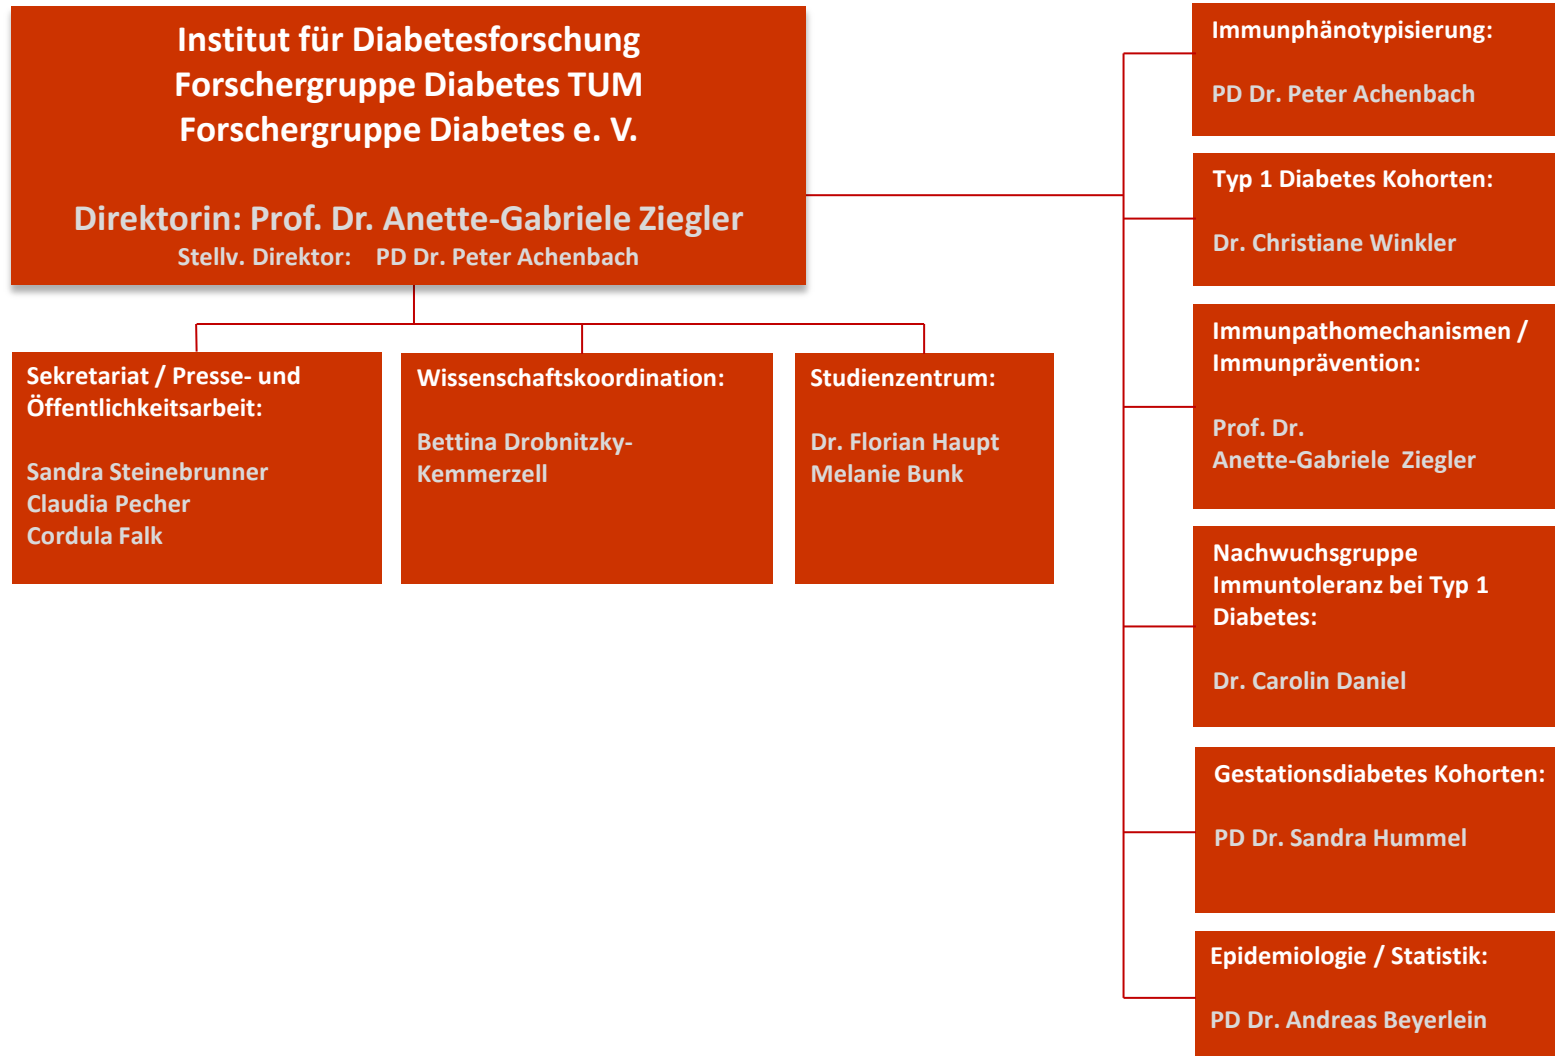 Institut für Diabetesforschung
Forschergruppe Diabetes TUM
Forschergruppe Diabetes e. V.
Direktorin: Prof. Dr. Anette-Gabriele Ziegler
Stellv. Direktor: PD Dr. Peter Achenbach
Sekretariat / Presse- und
Öffentlichkeitsarbeit:
Sandra Steinebrunner
Claudia Pecher
Cordula Falk
Wissenschaftskoordination:
Bettina Drobnitzky-
Kemmerzell
Studienzentrum:
Dr. Florian Haupt
Melanie Bunk
Immunphänotypisierung:
PD Dr. Peter Achenbach
Typ 1 Diabetes Kohorten:
Dr. Christiane Winkler
Immunpathomechanismen /
Immunprävention:
Prof. Dr.
Anette-Gabriele Ziegler
Nachwuchsgruppe
Immuntoleranz bei Typ 1
Diabetes:
Dr. Carolin Daniel
Gestationsdiabetes Kohorten:
PD Dr. Sandra Hummel
Epidemiologie / Statistik:
PD Dr. Andreas Beyerlein